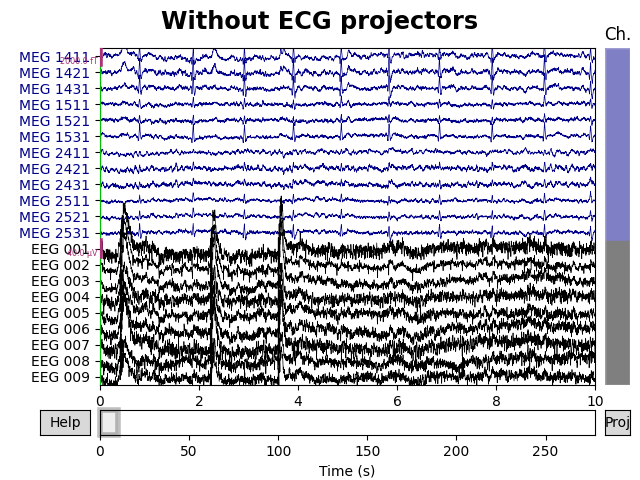 Without ECG projectors
Ch.
MEG 1411
MEG 1421
MEG 1431
MEG 1511
MEG 1521
MEG 1531
MEG 2411
MEG 2421
MEG 2431
MEG 2511
MEG 2521
MEG 2531
EEG 001
EEG 002
EEG 003
EEG 004
EEG 005
EEG 006
EEG 007
EEG 008
EEG 009
0 2 4 6 8 10
Help
Proj
0 50 100 150 200 250
Time (s)